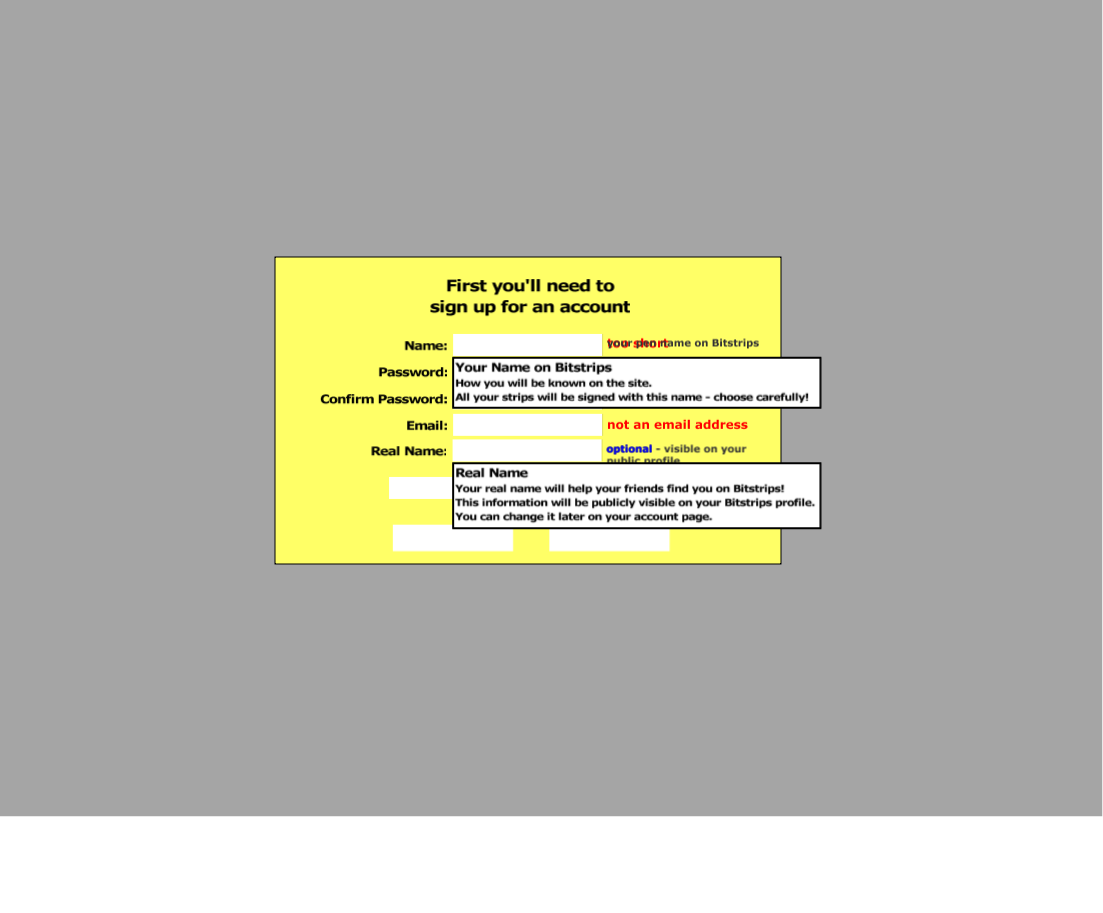 First you'll need to
sign up for an account
Name:
too short
your pen name on Bitstrips
Password:
Your Name on Bitstrips
How you will be known on the site.
All your strips will be signed with this name - choose carefully!
Confirm Password:
Email:
not an email address
Real Name:
optional - visible on your
public profile
Real Name
Your real name will help your friends find you on Bitstrips!
This information will be publicly visible on your Bitstrips profile.
You can change it later on your account page.